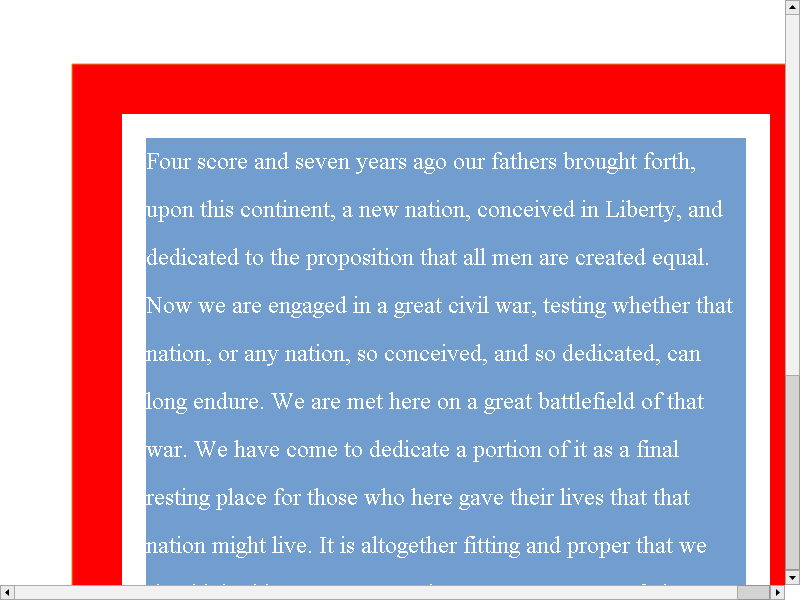 Four score and seven years ago our fathers brought forth,
upon this continent, a new nation, conceived in Liberty, and
dedicated to the proposition that all men are created equal.
Now we are engaged in a great civil war, testing whether that
nation, or any nation, so conceived, and so dedicated, can
long endure. We are met here on a great battlefield of that
war. We have come to dedicate a portion of it as a final
resting place for those who here gave their lives that that
nation might live. It is altogether fitting and proper that we